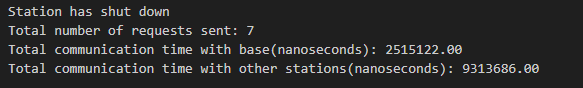 Station has shut down
Total number of requests sent: 7
Total communication time with base(nanoseconds): 2515122.00
Total communication time with other stations(nanoseconds): 9313686.00